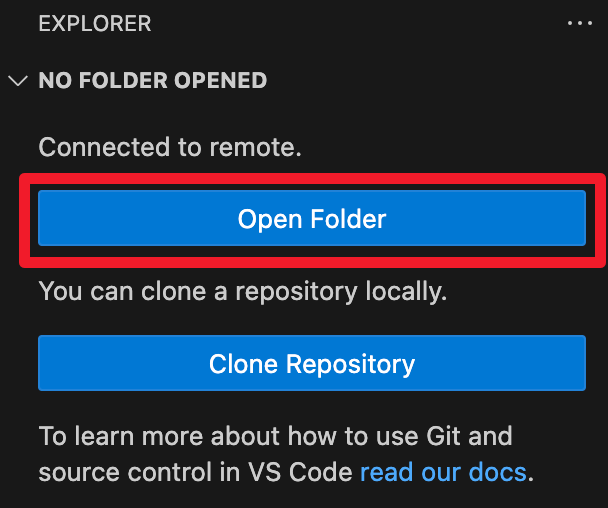 EXPLORER
NO FOLDER OPENED
Connected to remote.
Open Folder
You can clone a repository locally.
Clone Repository
To learn more about how to use Git and
source control in VS Code read our docs.